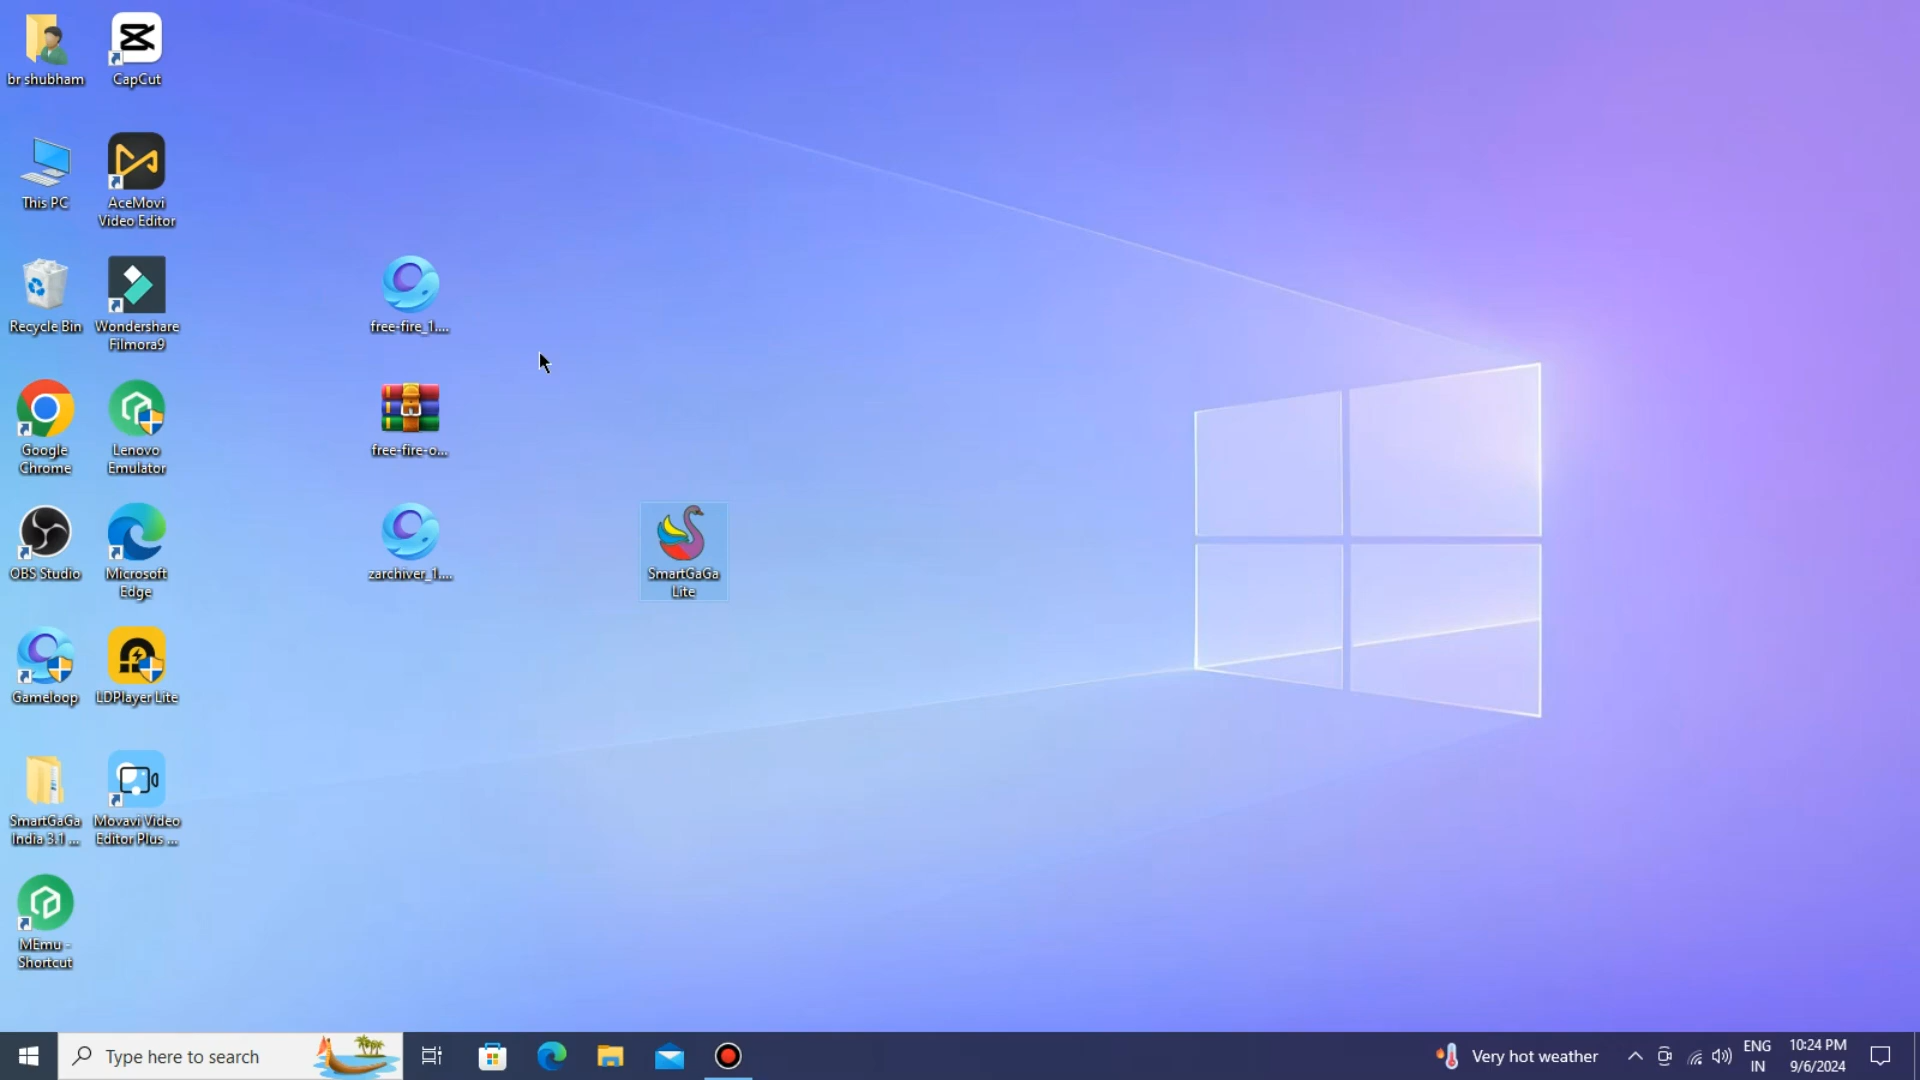 br shubham
CapCut
This PC
AceMovi
Video Editor
Recycle Bin
Wondershare
Filmora9
free-fire_1....
Google
Chrome
Lenovo
Emulator
free-fire-o...
OBS Studio
Microsoft
Edge
zarchiver_1....
SmartGaGa
Lite
Gameloop
LDPlayer Lite
SmartGaGa
India 3.1 ...
Movavi Video
Editor Plus ...
MEmu -
Shortcut
Type here to search
Very hot weather
ENG
IN
10:24 PM
9/6/2024